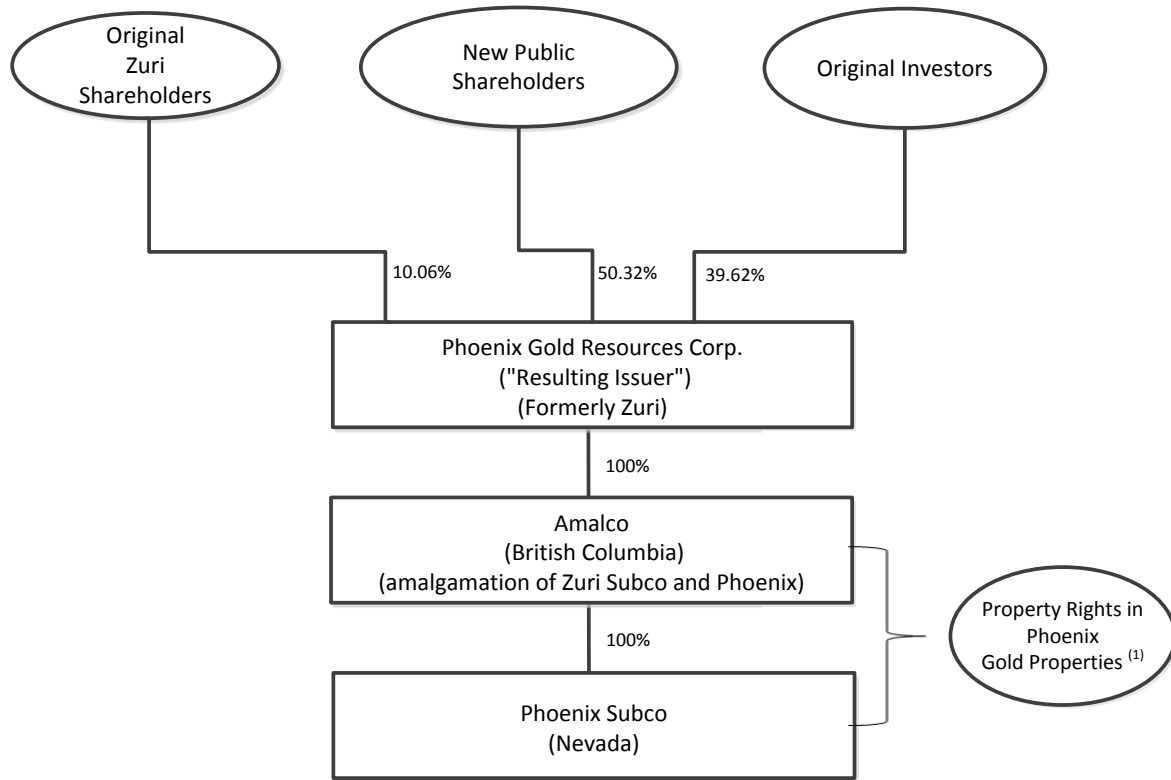 Original
Zuri
Shareholders
New Public
Shareholders
Original Investors
10.06%
50.32%
39.62%
Phoenix Gold Resources Corp.
("Resulting Issuer")
(Formerly Zuri)
100%
Amalco
(British Columbia)
(amalgamation of Zuri Subco and Phoenix)
100%
Property Rights in
Phoenix
Gold Properties (1)
Phoenix Subco
(Nevada)